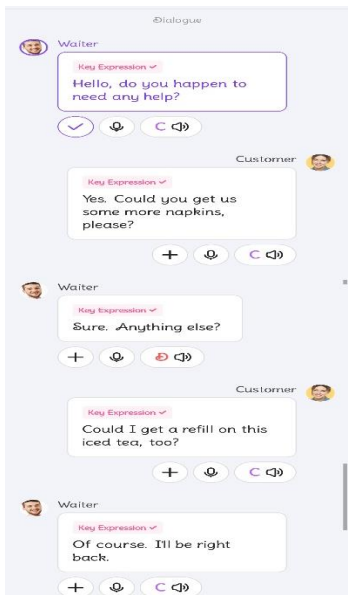 Dialogue
Waiter
Key Expression ✓
Hello, do you happen to
need any help?
C
Customer
Key Expression ✓
Yes. Could you get us
some more napkins,
please?
C
Waiter
Key Expression ✓
Sure. Anything else?
D
Customer
Key Expression ✓
Could I get a refill on this
iced tea, too?
C
Waiter
Key Expression ✓
Of course. I'll be right
back.
C